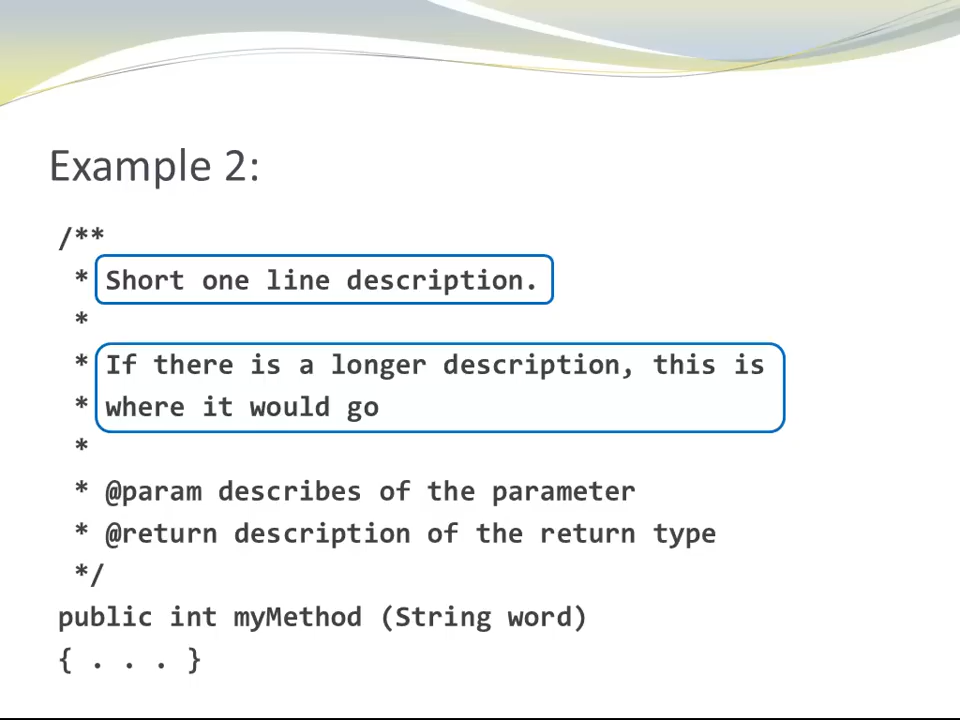 Example 2:
/**
* Short one line description.
*
* If there is a longer description, this is
* where it would go
*
* @param describes of the parameter
* @return description of the return type
*/
public int myMethod (String word)
{ . . . }